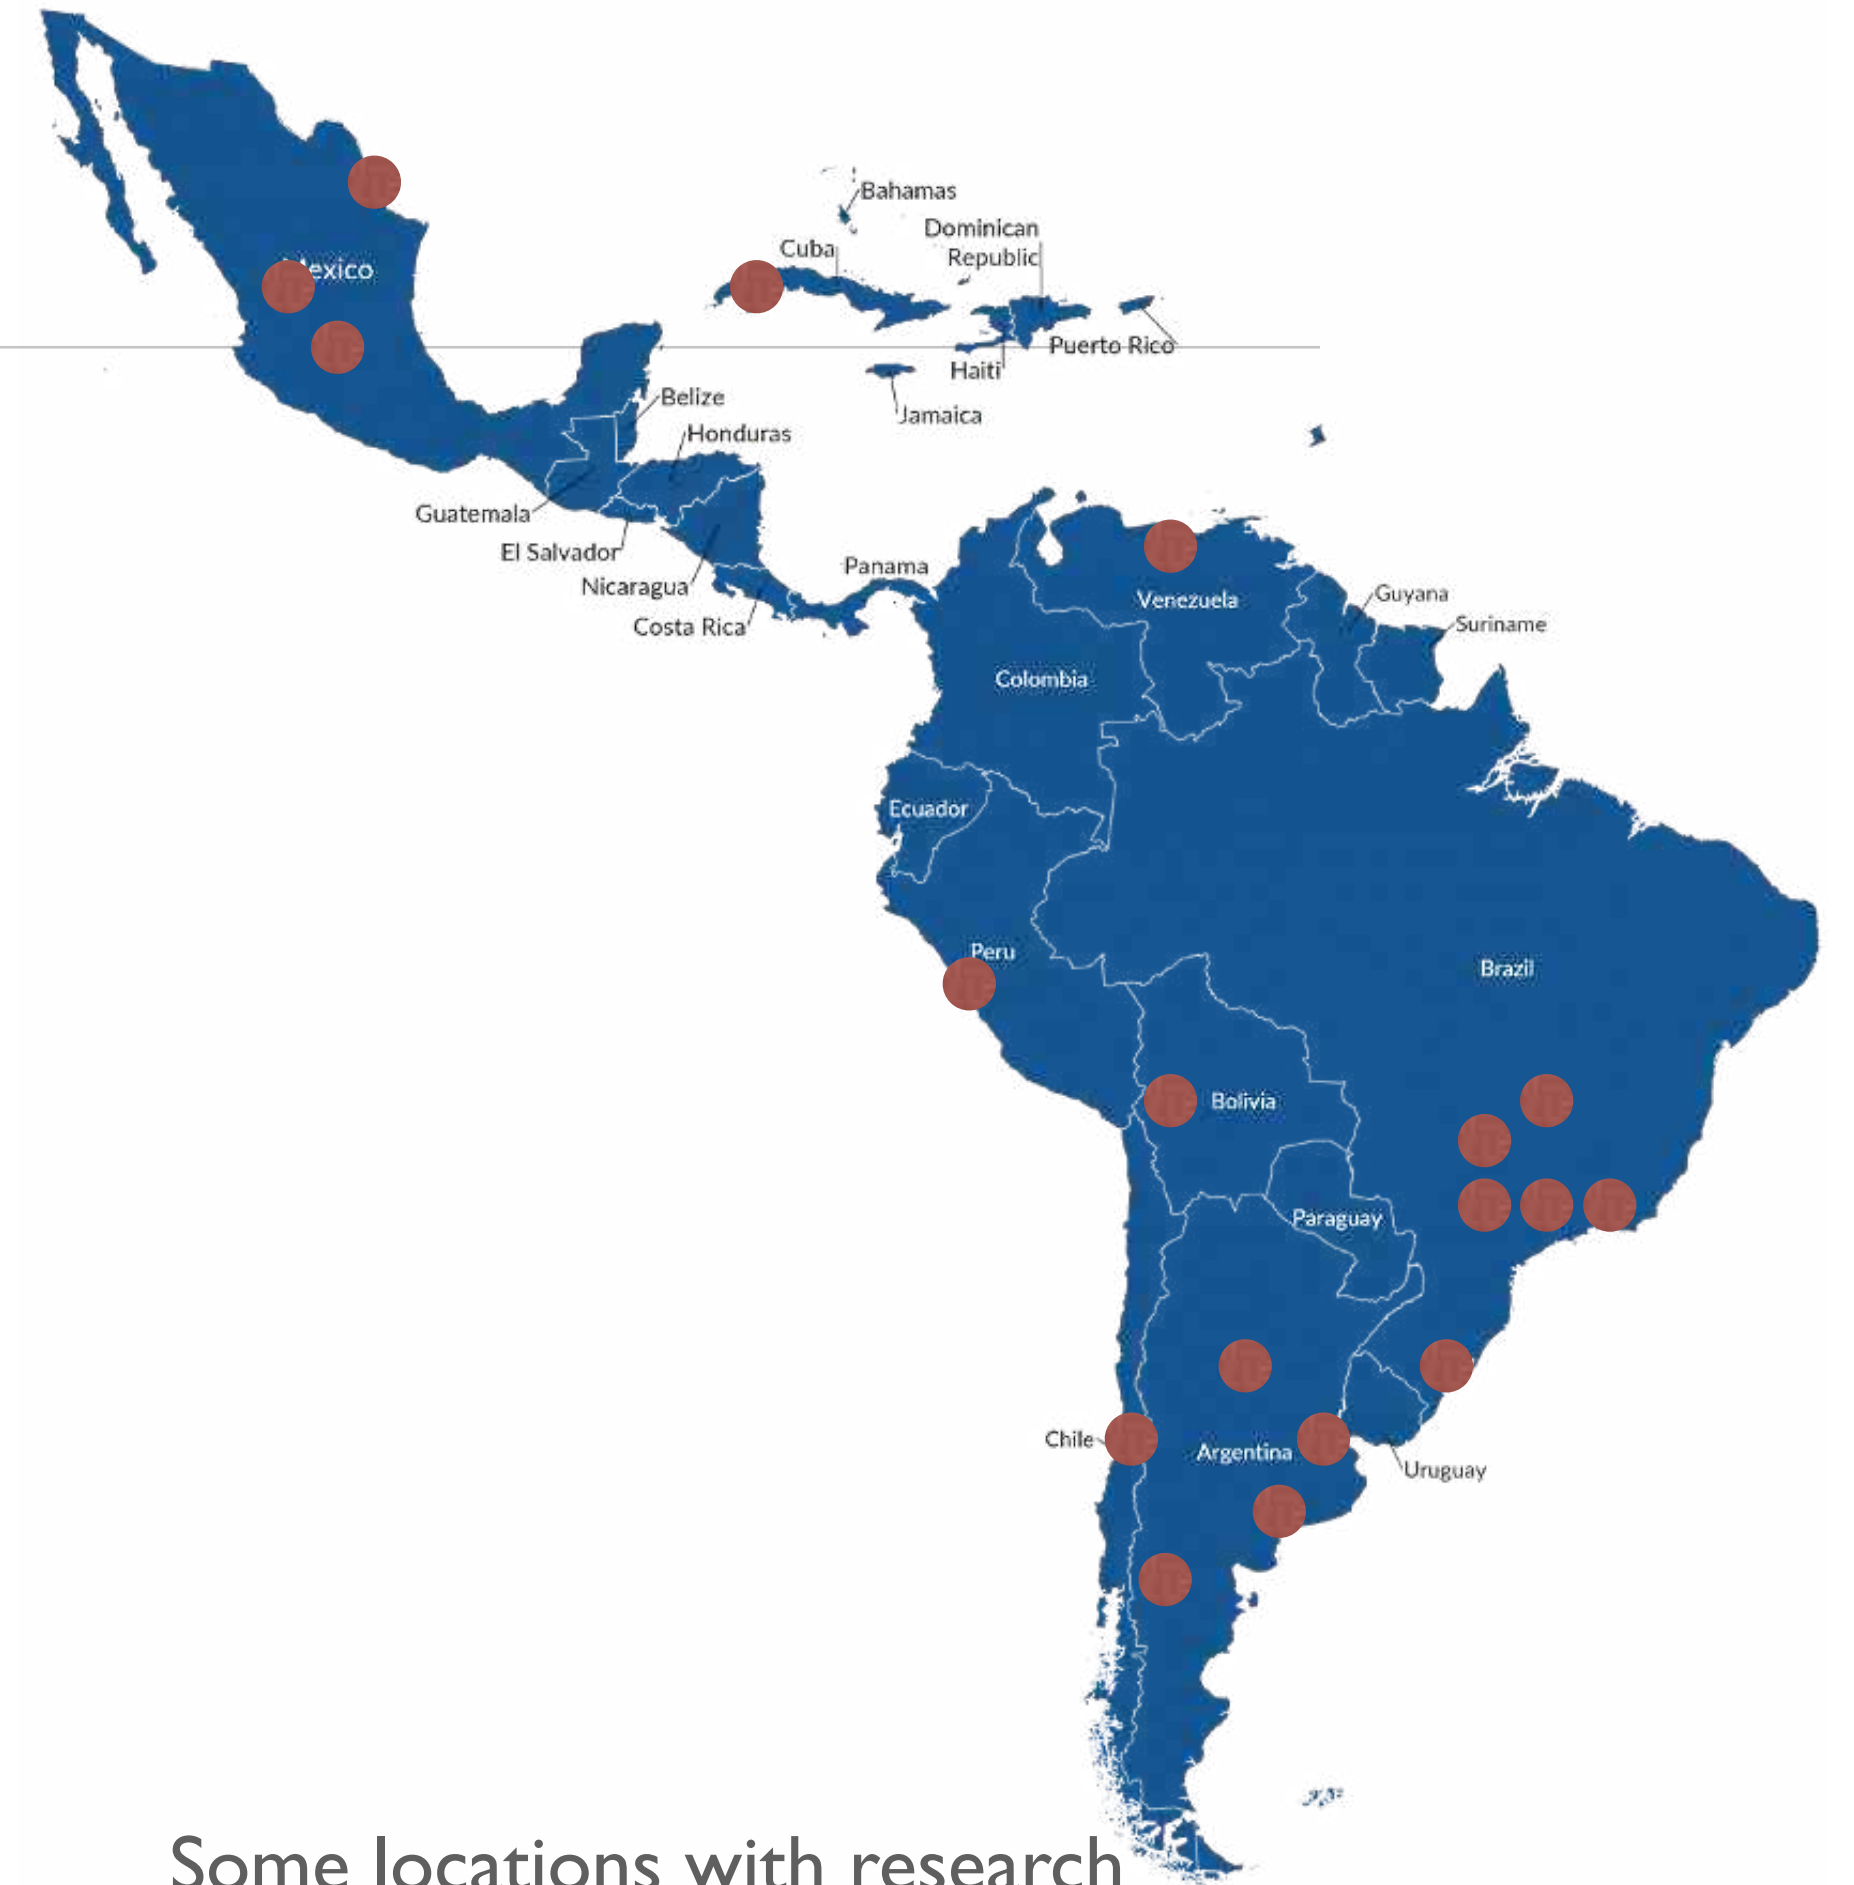 Bahamas
Dominican
Republic
Cuba
Mexico
Puerto Rico
Haiti
Jamaica
Belize
Honduras
Guatemala
El Salvador
Nicaragua
Costa Rica
Panama
Venezuela
Guyana
Suriname
Colombia
Ecuador
Peru
Brazil
Bolivia
Paraguay
Chile
Argentina
Uruguay
Some locations with research